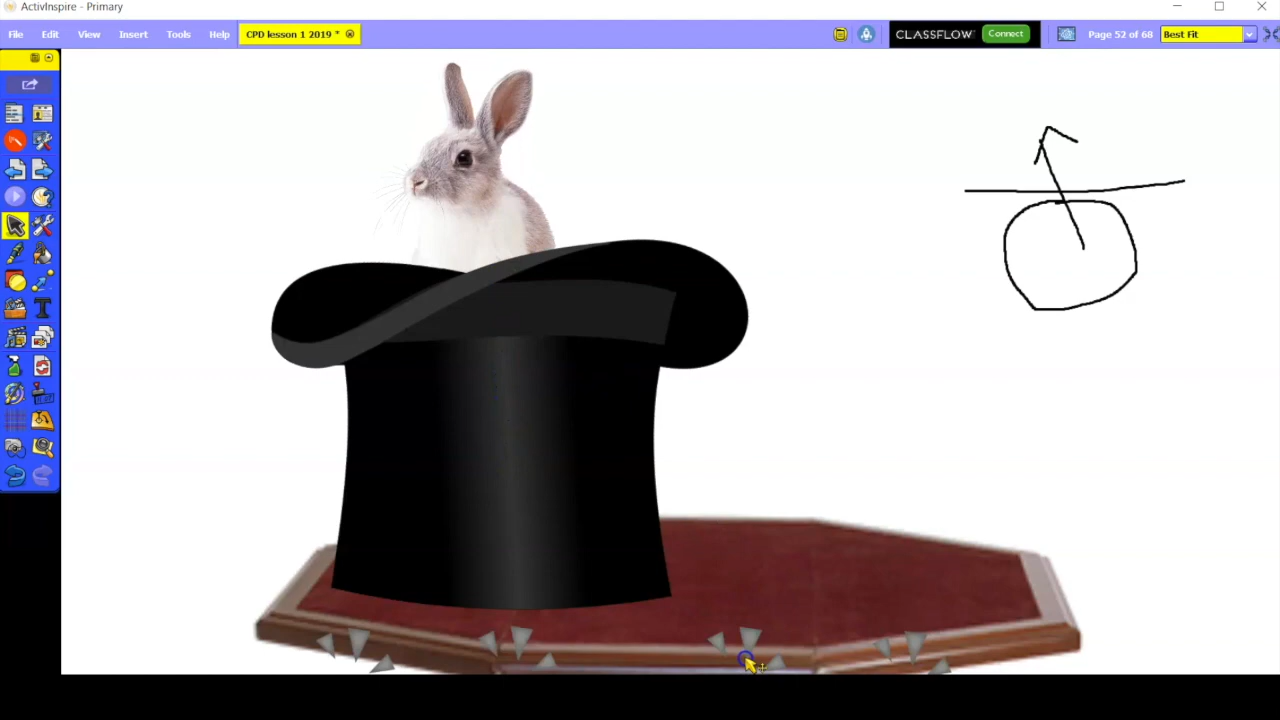 ActivInspire - Primary
File Edit View Insert Tools Help CPD lesson 1 2019 * CLASSFLOW Connect Page 52 of 68 Best Fit